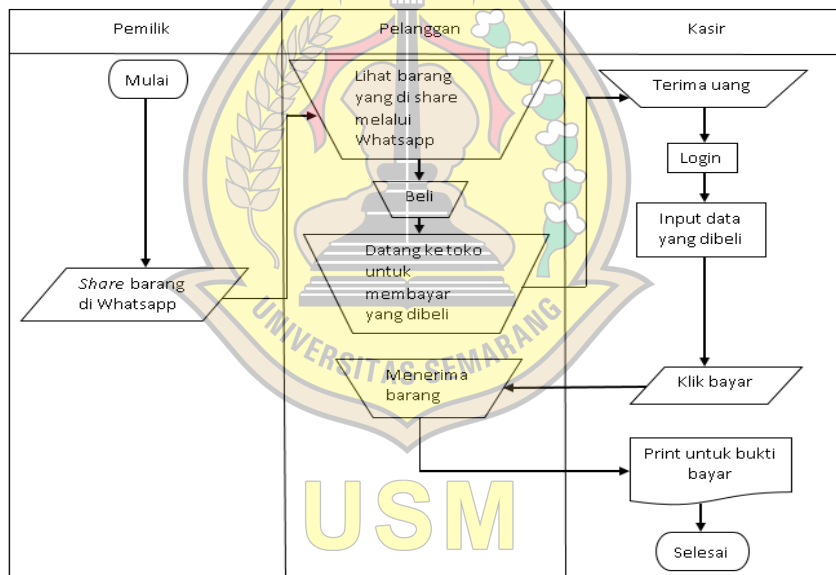 Pemilik
Pelanggan
Kasir
Mulai
Share barang
di Whatsapp
Lihat barang
yang di share
melalui
Whatsapp
Beli
Datang ke toko
untuk
membayar
yang dibeli
Menerima
barang
Terima uang
Login
Input data
yang dibeli
Klik bayar
Print untuk bukti
bayar
Selesai
UNIVERSITAS SEMARANG
USM